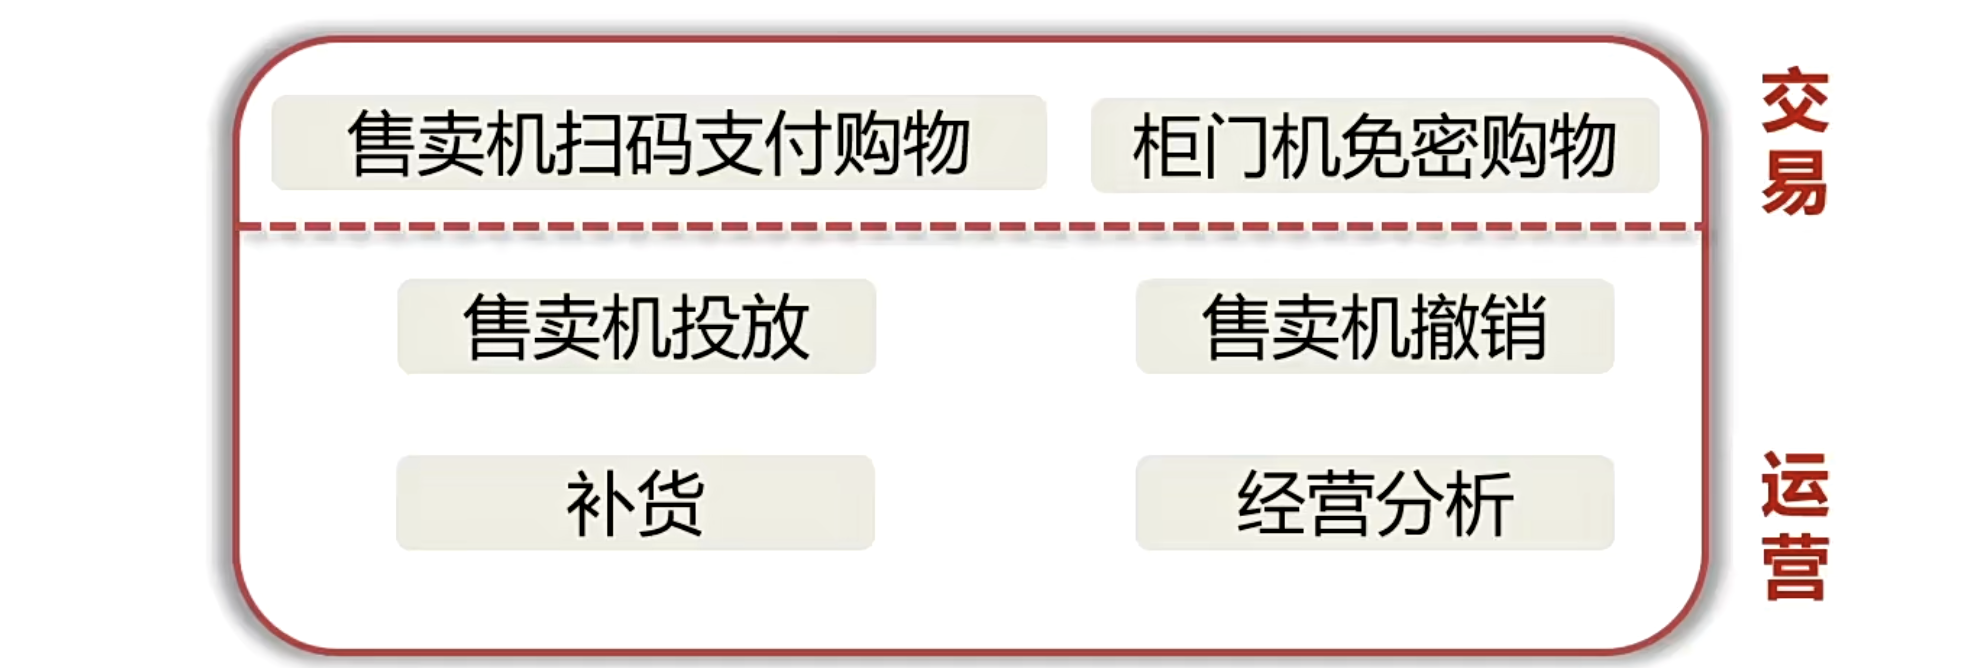 售卖机扫码支付购物
柜门机免密购物
交易
售卖机投放
售卖机撤销
补货
经营分析
运营